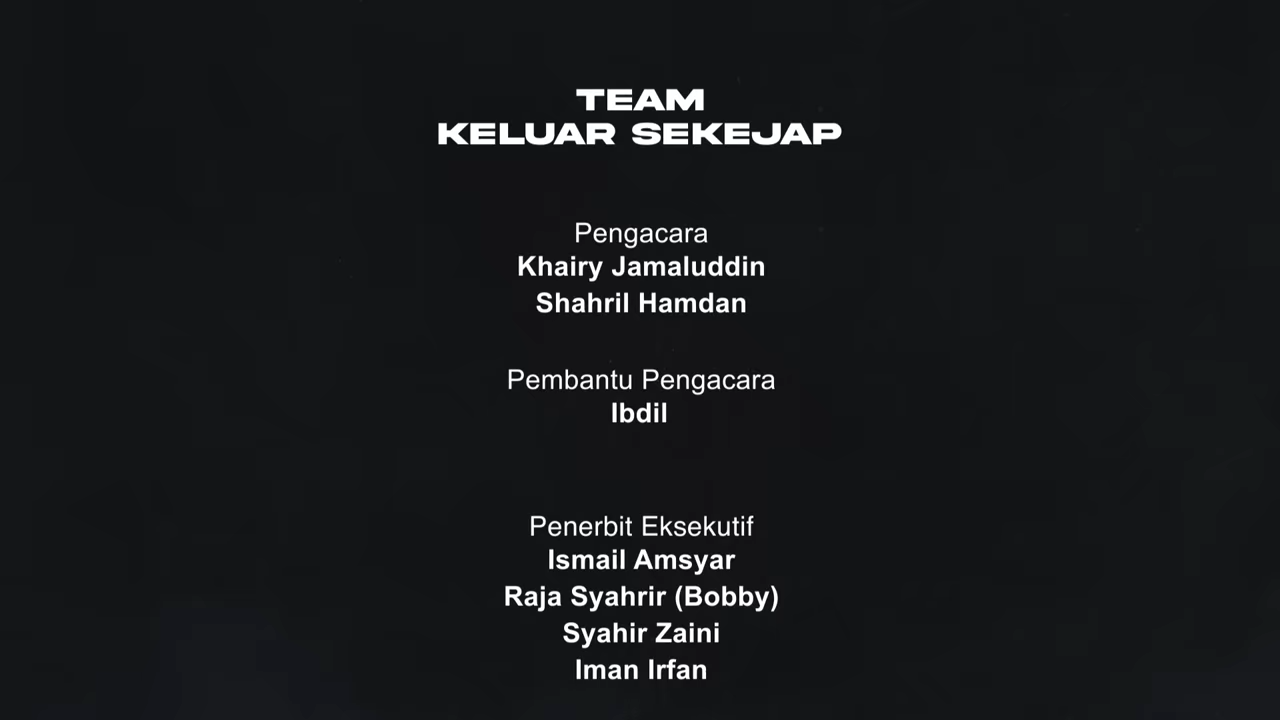 TEAM
KELUAR SEKEJAP
Pengacara
Khairy Jamaluddin
Shahril Hamdan
Pembantu Pengacara
Ibdil
Penerbit Eksekutif
Ismail Amsyar
Raja Syahrir (Bobby)
Syahir Zaini
Iman Irfan